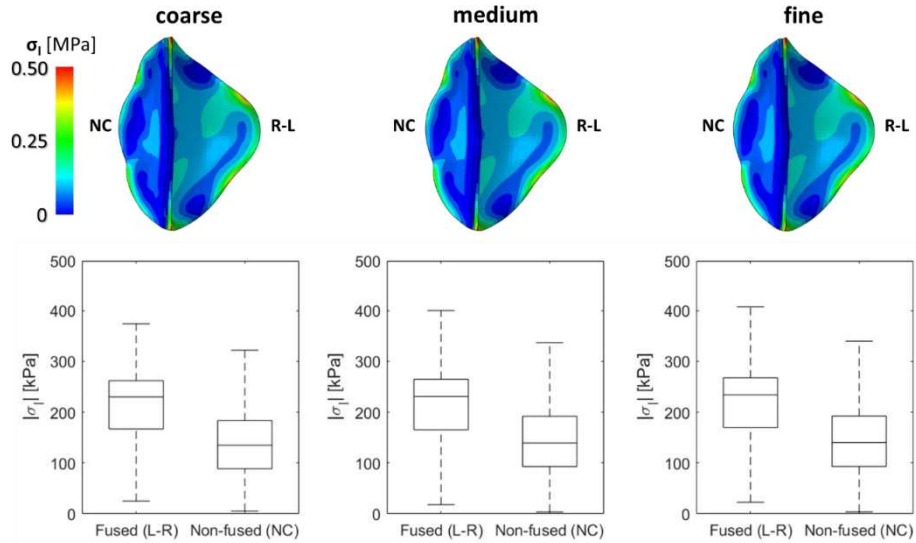 coarse
medium
fine
σI [MPa]
0.50
0.25
0
NC
R-L
NC
R-L
NC
R-L
500
400
300
200
100
0
|σI| [kPa]
Fused (L-R)
Non-fused (NC)
500
400
300
200
100
0
|σI| [kPa]
Fused (L-R)
Non-fused (NC)
500
400
300
200
100
0
|σI| [kPa]
Fused (L-R)
Non-fused (NC)